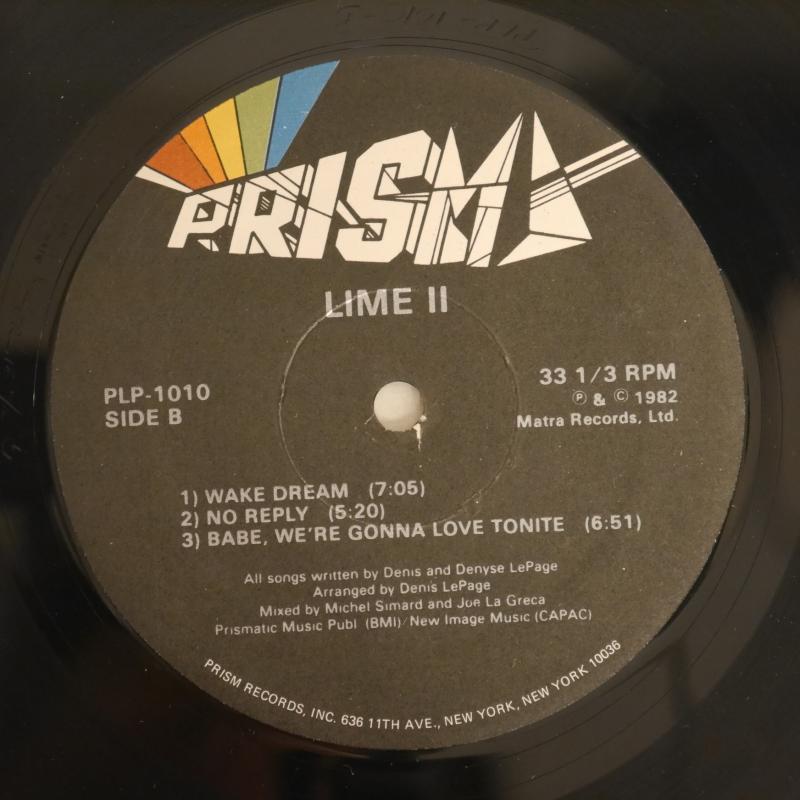 PRISM
LIME II
PLP-1010
SIDE B
33 1/3 RPM
Ⓟ & © 1982
Matra Records, Ltd.
1) WAKE DREAM (7:05)
2) NO REPLY (5:20)
3) BABE, WE'RE GONNA LOVE TONITE (6:51)
All songs written by Denis and Denyse LePage
Arranged by Denis LePage
Mixed by Michel Simard and Joe La Greca
Prismatic Music Publ (BMI)/New Image Music (CAPAC)
PRISM RECORDS, INC. 636 11TH AVE., NEW YORK, NEW YORK 10036